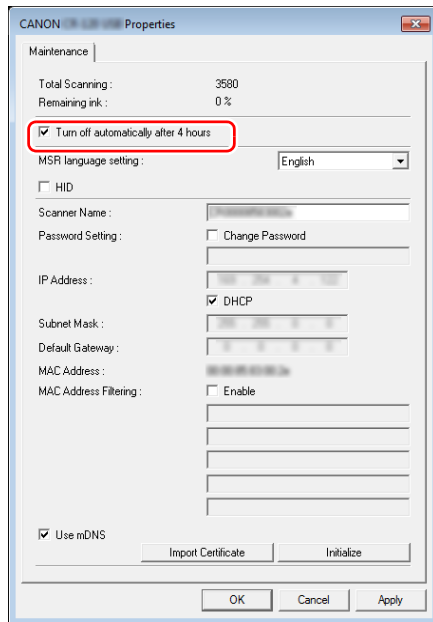 CANON Properties
Maintenance
Total Scanning : 3580
Remaining ink : 0 %
Turn off automatically after 4 hours
MSR language setting : English
HID
Scanner Name :
Password Setting : Change Password
IP Address :
DHCP
Subnet Mask :
Default Gateway :
MAC Address :
MAC Address Filtering : Enable
Use mDNS
Import Certificate Initialize
OK Cancel Apply